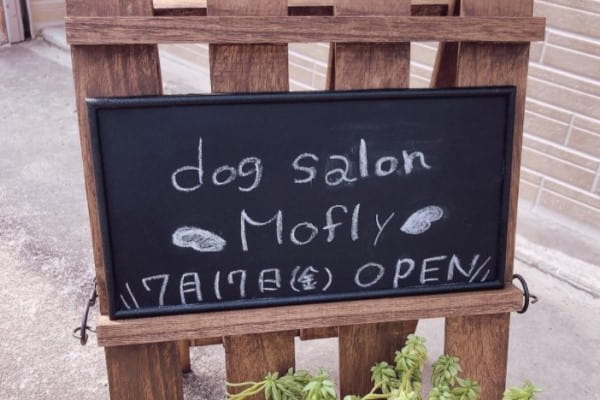 dog salon
Mofly
\\7月17日(金) OPEN//